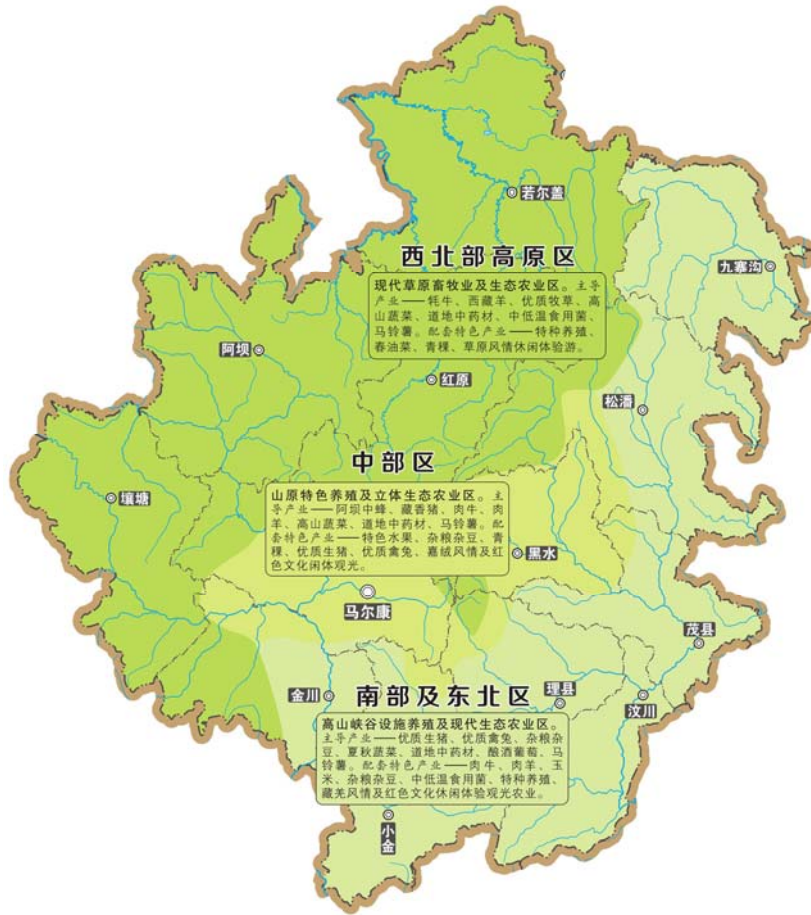 若尔盖
西北部高原区
九寨沟
现代草原畜牧业及生态农业区。主导
产业——牦牛、西藏羊、优质牧草、高
山蔬菜、道地中药材、中低温食用菌、
马铃薯。配套特色产业——特种养殖、
春油菜、青稞、草原风情休闲体验游。
阿坝
红原
松潘
中部区
山原特色养殖及立体生态农业区。主
导产业——阿坝中蜂、藏香猪、肉牛、肉
羊、高山蔬菜、道地中药材、马铃薯。配
套特色产业——特色水果、杂粮杂豆、青
稞、优质生猪、优质禽兔、嘉绒风情及红
色文化闲体观光。
壤塘
黑水
马尔康
茂县
南部及东北区
金川
理县
汶川
高山峡谷设施养殖及现代生态农业区。
主导产业——优质生猪、优质禽兔、杂粮杂
豆、夏秋蔬菜、道地中药材、酿酒葡萄、马
铃薯。配套特色产业——肉牛、肉羊、玉
米、杂粮杂豆、中低温食用菌、特种养殖、
藏羌风情及红色文化休闲体验观光农业。
小金